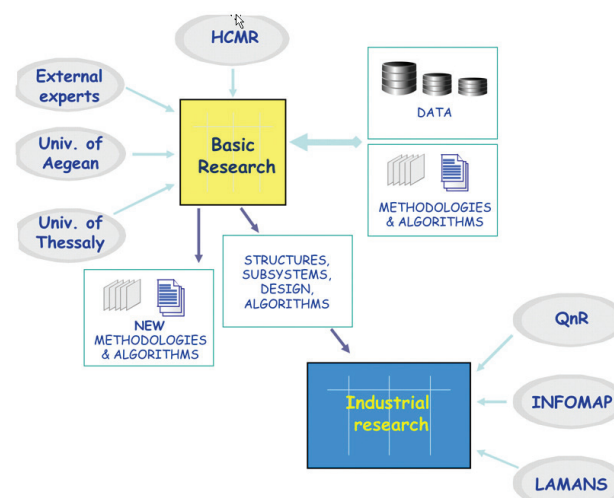 HCMR
External
experts
Univ. of
Aegean
Univ. of
Thessaly
Basic
Research
DATA
METHODOLOGIES
& ALGORITHMS
NEW
METHODOLOGIES
& ALGORITHMS
STRUCTURES,
SUBSYSTEMS,
DESIGN,
ALGORITHMS
Industrial
research
QnR
INFOMAP
LAMANS